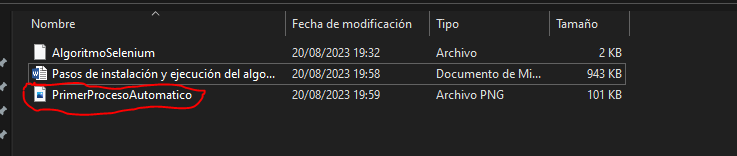 Nombre Fecha de modificación Tipo Tamaño
AlgoritmoSelenium 20/08/2023 19:32 Archivo 2 KB
Pasos de instalación y ejecución del algo... 20/08/2023 19:58 Documento de Mi... 943 KB
PrimerProcesoAutomatico 20/08/2023 19:59 Archivo PNG 101 KB